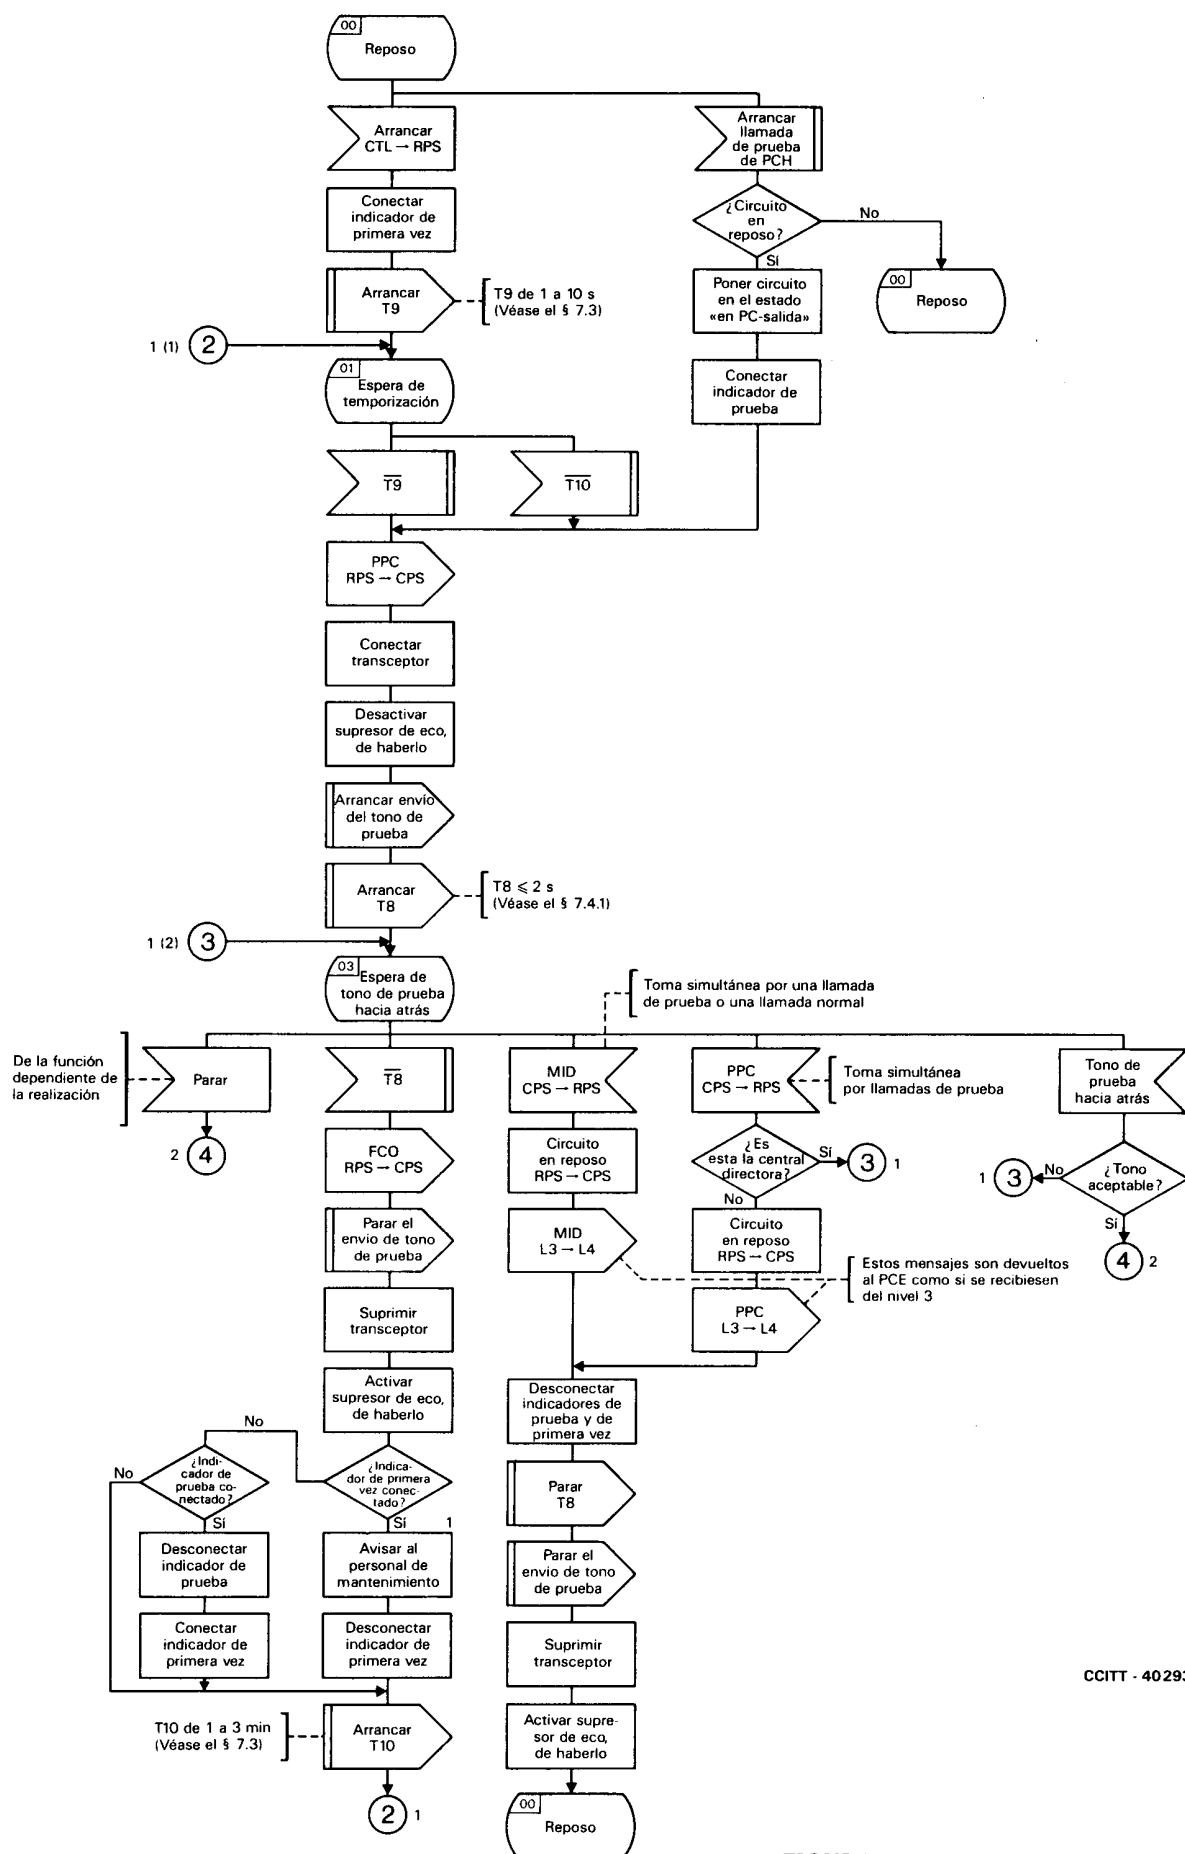 00
Reposo
Arrancar
CTL → RPS
Arrancar
llamada
de prueba
de PCH
Conectar
indicador de
primera vez
¿Circuito
en
reposo?
No
Sí
Arrancar
T9
T9 de 1 a 10 s
(Véase el § 7.3)
Poner circuito
en el estado
«en PC-salida»
00
Reposo
1 (1)
2
01
Espera de
temporización
Conectar
indicador de
prueba
T9
T10
PPC
RPS → CPS
Conectar
transceptor
Desactivar
supresor de eco,
de haberlo
Arrancar envío
del tono de
prueba
Arrancar
T8
T8 ⩽ 2 s
(Véase el § 7.4.1)
1 (2)
3
03
Espera de
tono de prueba
hacia atrás
Toma simultánea por una llamada
de prueba o una llamada normal
De la función
dependiente de
la realización
Parar
T8
MID
CPS → RPS
PPC
CPS → RPS
Toma simultánea
por llamadas de prueba
Tono de
prueba
hacia atrás
2
4
FCO
RPS → CPS
Circuito
en reposo
RPS → CPS
¿Es
esta la central
directora?
Sí
3
1
No
1
3
No
¿Tono
aceptable?
Sí
4
2
Parar el
envio de tono
de prueba
MID
L3 → L4
Circuito
en reposo
RPS → CPS
Estos mensajes son devueltos
al PCE como si se recibiesen
del nivel 3
PPC
L3 → L4
Suprimir
transceptor
Activar
supresor de eco,
de haberlo
Desconectar
indicadores de
prueba y de
primera vez
No
No
¿Indi-
cador de
prueba co-
nectado?
¿Indica-
dor de primera
vez conec-
tado?
Sí
Sí
1
Parar
T8
Desconectar
indicador de
prueba
Avisar al
personal de
mantenimiento
Parar el
envio de tono
de prueba
Conectar
indicador de
primera vez
Desconectar
indicador de
primera vez
Suprimir
transceptor
CCITT - 40293
T10 de 1 a 3 min
(Véase el § 7.3)
Arrancar
T10
Activar supre-
sor de eco,
de haberlo
2
1
00
Reposo